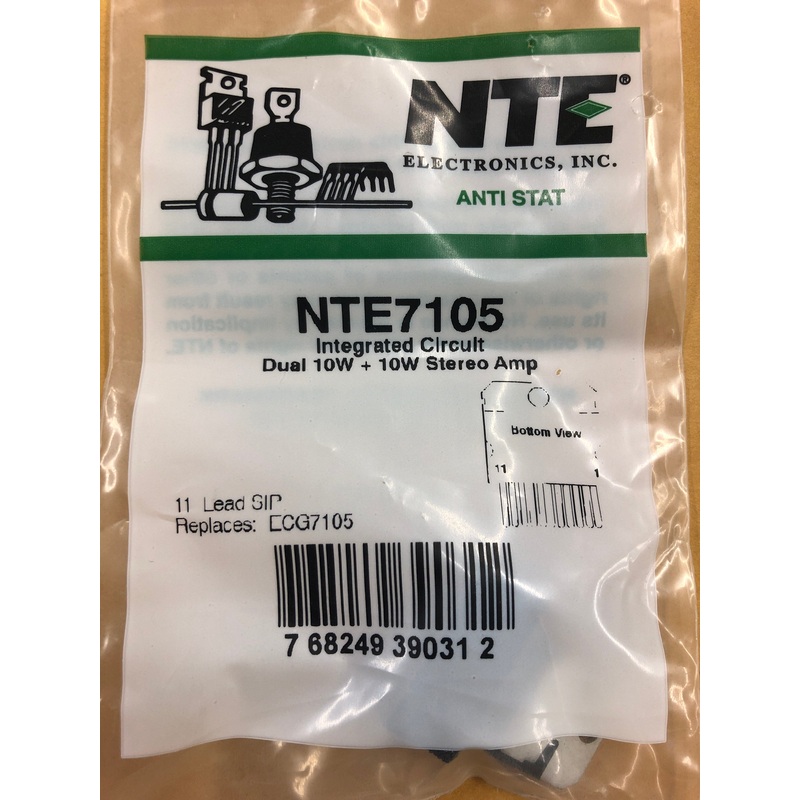 NTE®
ELECTRONICS, INC.
ANTI STAT
NTE7105
Integrated Circuit
Dual 10W + 10W Stereo Amp
Bottom View
11 1
11 Lead SIP
Replaces: ECG7105
7 68249 39031 2